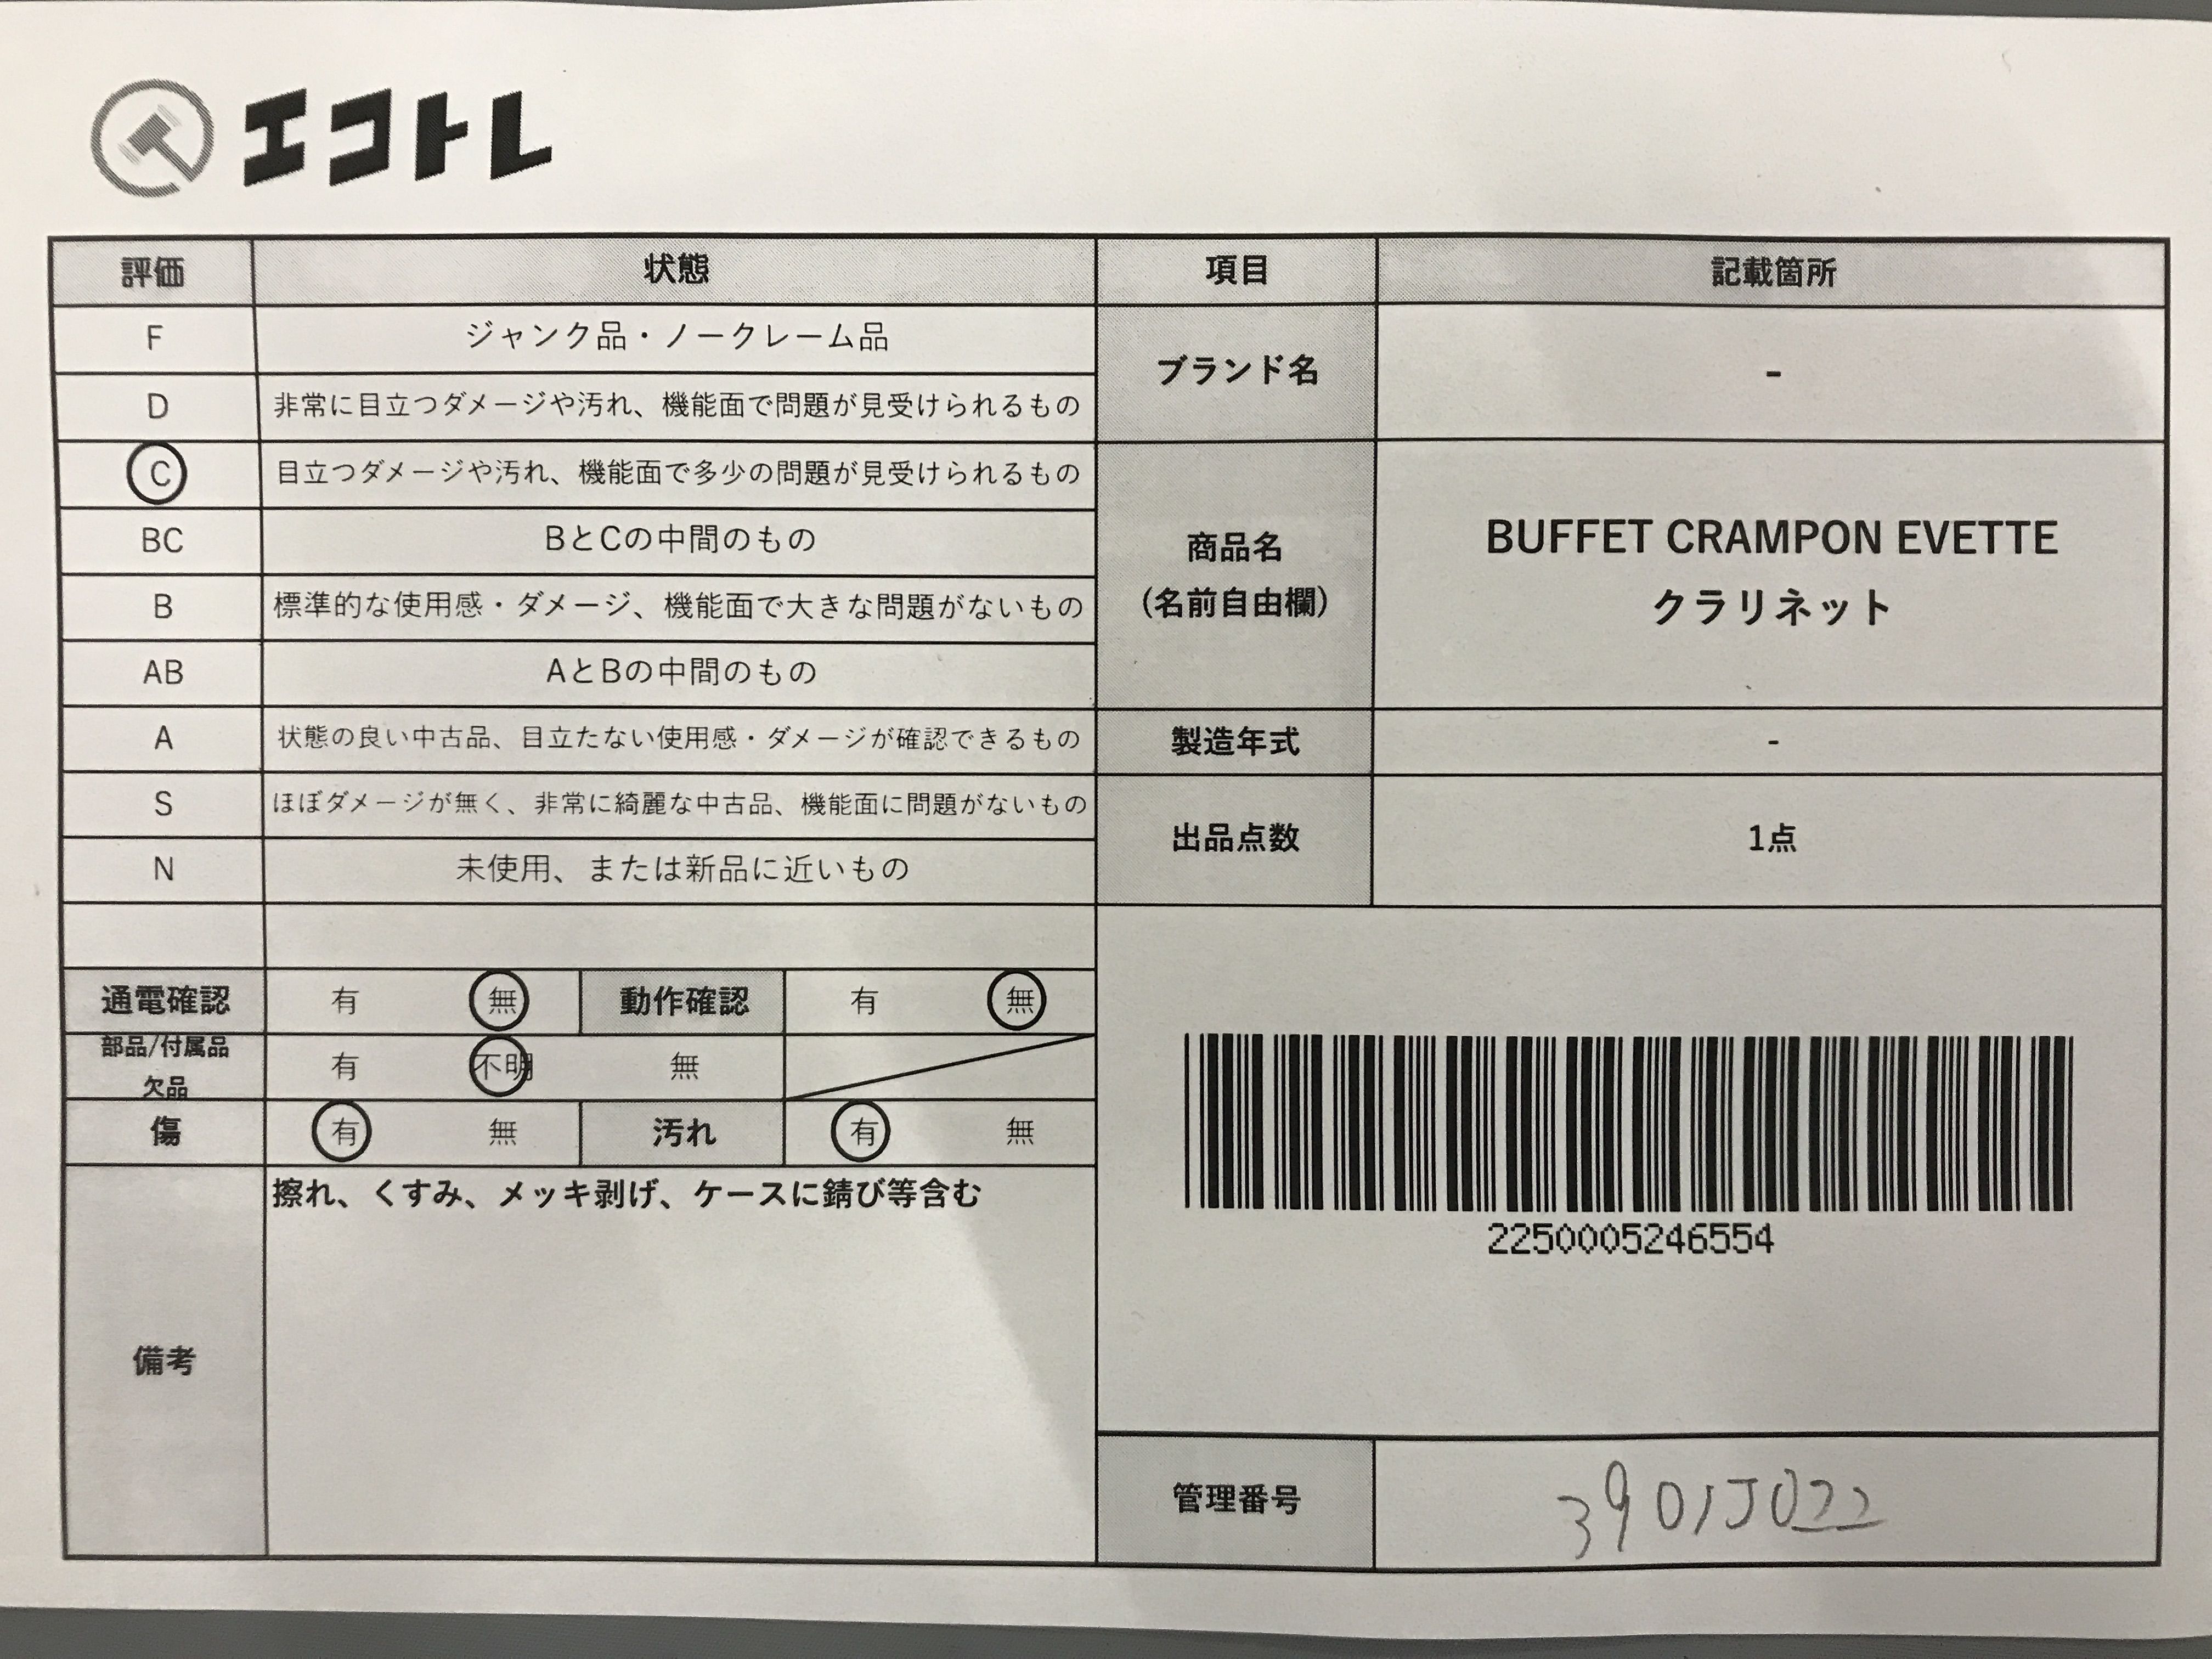 エコトレ
評価 状態 項目 記載箇所
F ジャンク品・ノークレーム品
D 非常に目立つダメージや汚れ、機能面で問題が見受けられるもの
ブランド名 -
C 目立つダメージや汚れ、機能面で多少の問題が見受けられるもの
BC BとCの中間のもの
B 標準的な使用感・ダメージ、機能面で大きな問題がないもの
AB AとBの中間のもの
商品名
(名前自由欄)
BUFFET CRAMPON EVETTE
クラリネット
A 状態の良い中古品、目立たない使用感・ダメージが確認できるもの
製造年式 -
S ほぼダメージが無く、非常に綺麗な中古品、機能面に問題がないもの
N 未使用、または新品に近いもの
出品点数 1点
通電確認 有 無 動作確認 有 無
部品/付属品
欠品
有 不明 無
傷 有 無 汚れ 有 無
備考
擦れ、くすみ、メッキ剥げ、ケースに錆び等含む
2250005246554
管理番号 3901J022